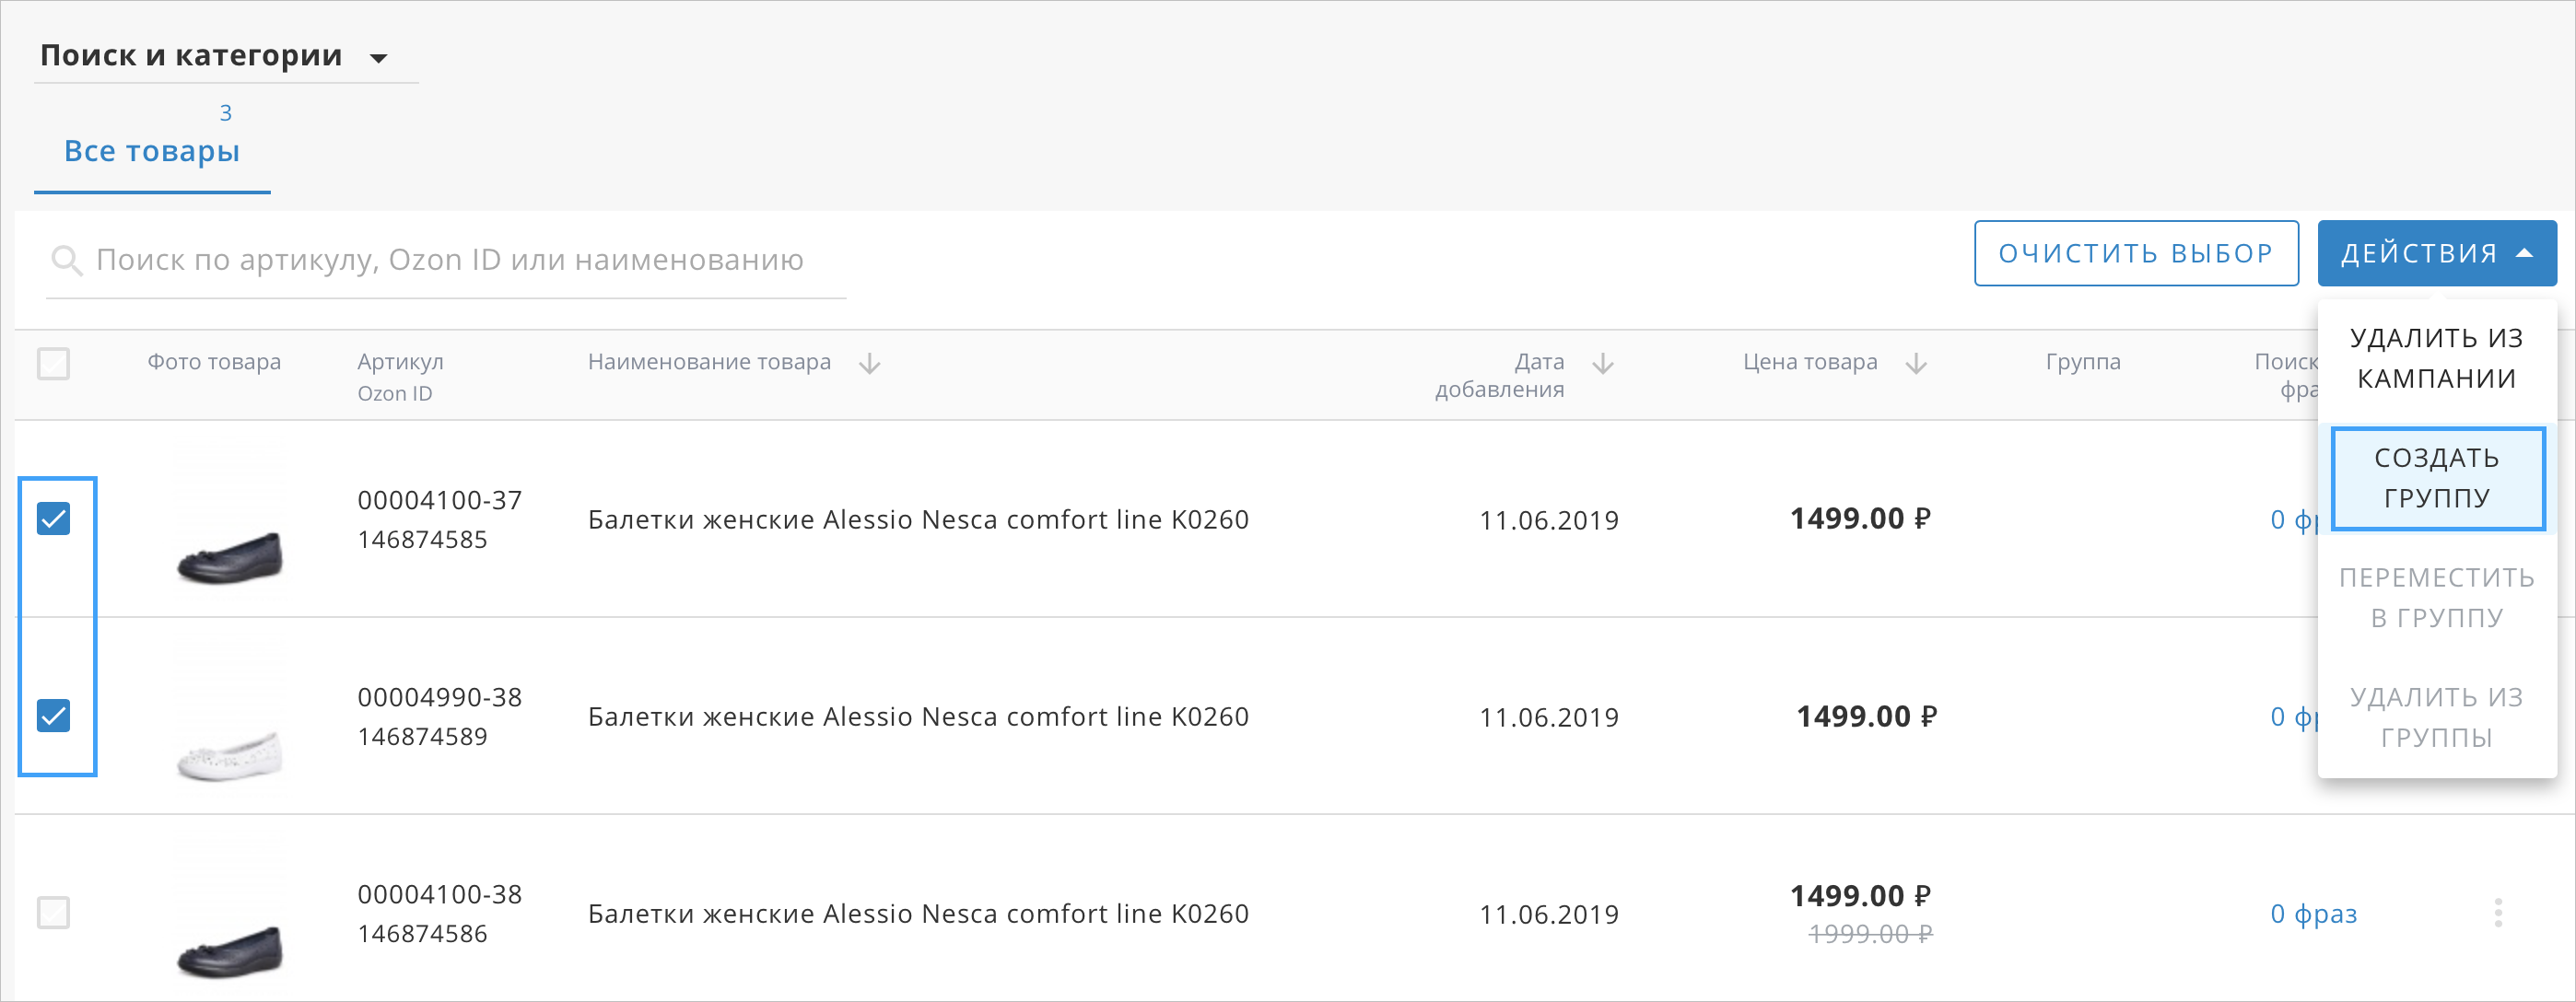 Поиск и категории
3
Все товары
Поиск по артикулу, Ozon ID или наименованию
ОЧИСТИТЬ ВЫБОР
ДЕЙСТВИЯ
УДАЛИТЬ ИЗ
КАМПАНИИ
СОЗДАТЬ
ГРУППУ
ПЕРЕМЕСТИТЬ
В ГРУППУ
УДАЛИТЬ ИЗ
ГРУППЫ
Фото товара
Артикул
Ozon ID
Наименование товара
Дата
добавления
Цена товара
Группа
Поиск
фра
00004100-37
146874585
Балетки женские Alessio Nesca comfort line K0260
11.06.2019
1499.00 ₽
0 фр
00004990-38
146874589
Балетки женские Alessio Nesca comfort line K0260
11.06.2019
1499.00 ₽
0 фр
00004100-38
146874586
Балетки женские Alessio Nesca comfort line K0260
11.06.2019
1499.00 ₽
1999.00 ₽
0 фраз